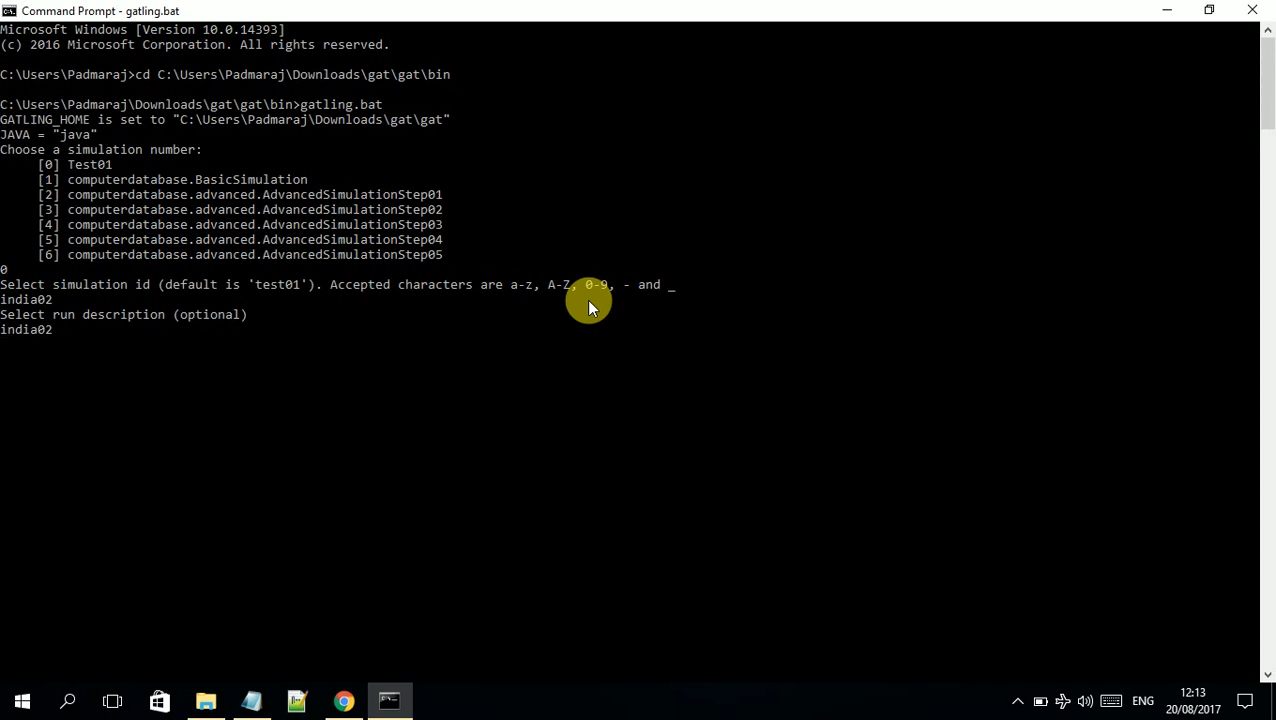 Command Prompt - gatling.bat
Microsoft Windows [Version 10.0.14393]
(c) 2016 Microsoft Corporation. All rights reserved.
C:\Users\Padmaraj>cd C:\Users\Padmaraj\Downloads\gat\gat\bin
C:\Users\Padmaraj\Downloads\gat\gat\bin>gatling.bat
GATLING_HOME is set to "C:\Users\Padmaraj\Downloads\gat\gat"
JAVA = "java"
Choose a simulation number:
[0] Test01
[1] computerdatabase.BasicSimulation
[2] computerdatabase.advanced.AdvancedSimulationStep01
[3] computerdatabase.advanced.AdvancedSimulationStep02
[4] computerdatabase.advanced.AdvancedSimulationStep03
[5] computerdatabase.advanced.AdvancedSimulationStep04
[6] computerdatabase.advanced.AdvancedSimulationStep05
0
Select simulation id (default is 'test01'). Accepted characters are a-z, A-Z, 0-9, - and _
india02
Select run description (optional)
india02
ENG
12:13
20/08/2017